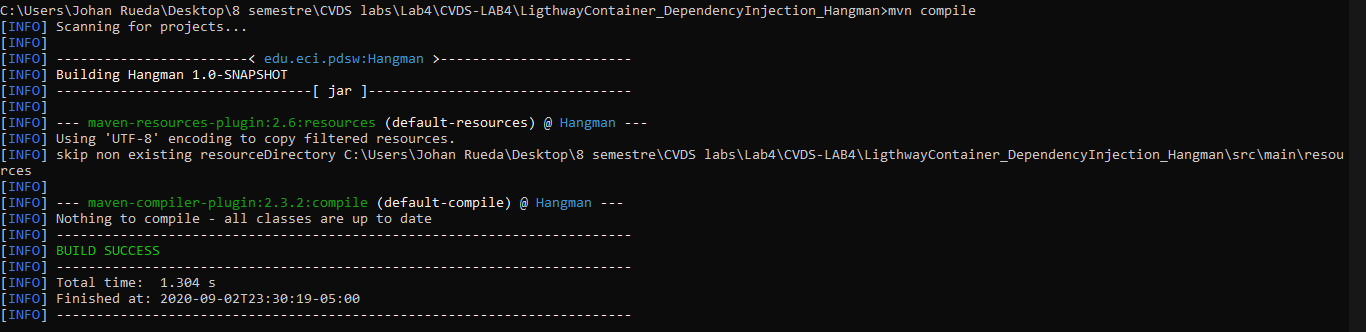 C:\Users\Johan Rueda\Desktop\8 semestre\CVDS labs\Lab4\CVDS-LAB4\LigthwayContainer_DependencyInjection_Hangman>mvn compile
[INFO] Scanning for projects...
[INFO]
[INFO] ------------------------< edu.eci.pdsw:Hangman >------------------------
[INFO] Building Hangman 1.0-SNAPSHOT
[INFO] --------------------------------[ jar ]---------------------------------
[INFO]
[INFO] --- maven-resources-plugin:2.6:resources (default-resources) @ Hangman ---
[INFO] Using 'UTF-8' encoding to copy filtered resources.
[INFO] skip non existing resourceDirectory C:\Users\Johan Rueda\Desktop\8 semestre\CVDS labs\Lab4\CVDS-LAB4\LigthwayContainer_DependencyInjection_Hangman\src\main\resou
rces
[INFO]
[INFO] --- maven-compiler-plugin:2.3.2:compile (default-compile) @ Hangman ---
[INFO] Nothing to compile - all classes are up to date
[INFO] ------------------------------------------------------------------------
[INFO] BUILD SUCCESS
[INFO] ------------------------------------------------------------------------
[INFO] Total time:  1.304 s
[INFO] Finished at: 2020-09-02T23:30:19-05:00
[INFO] ------------------------------------------------------------------------